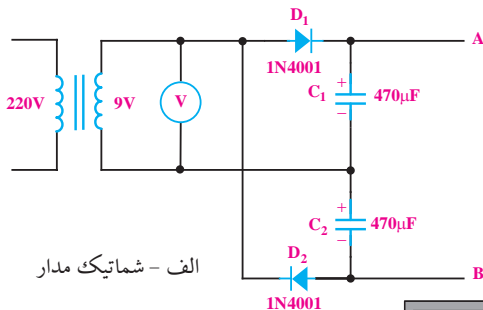 D₁
A
1N4001
+
C₁ 470µF
−
220V 9V V
+
C₂ 470µF
−
D₂
الف - شماتیک مدار
B
1N4001